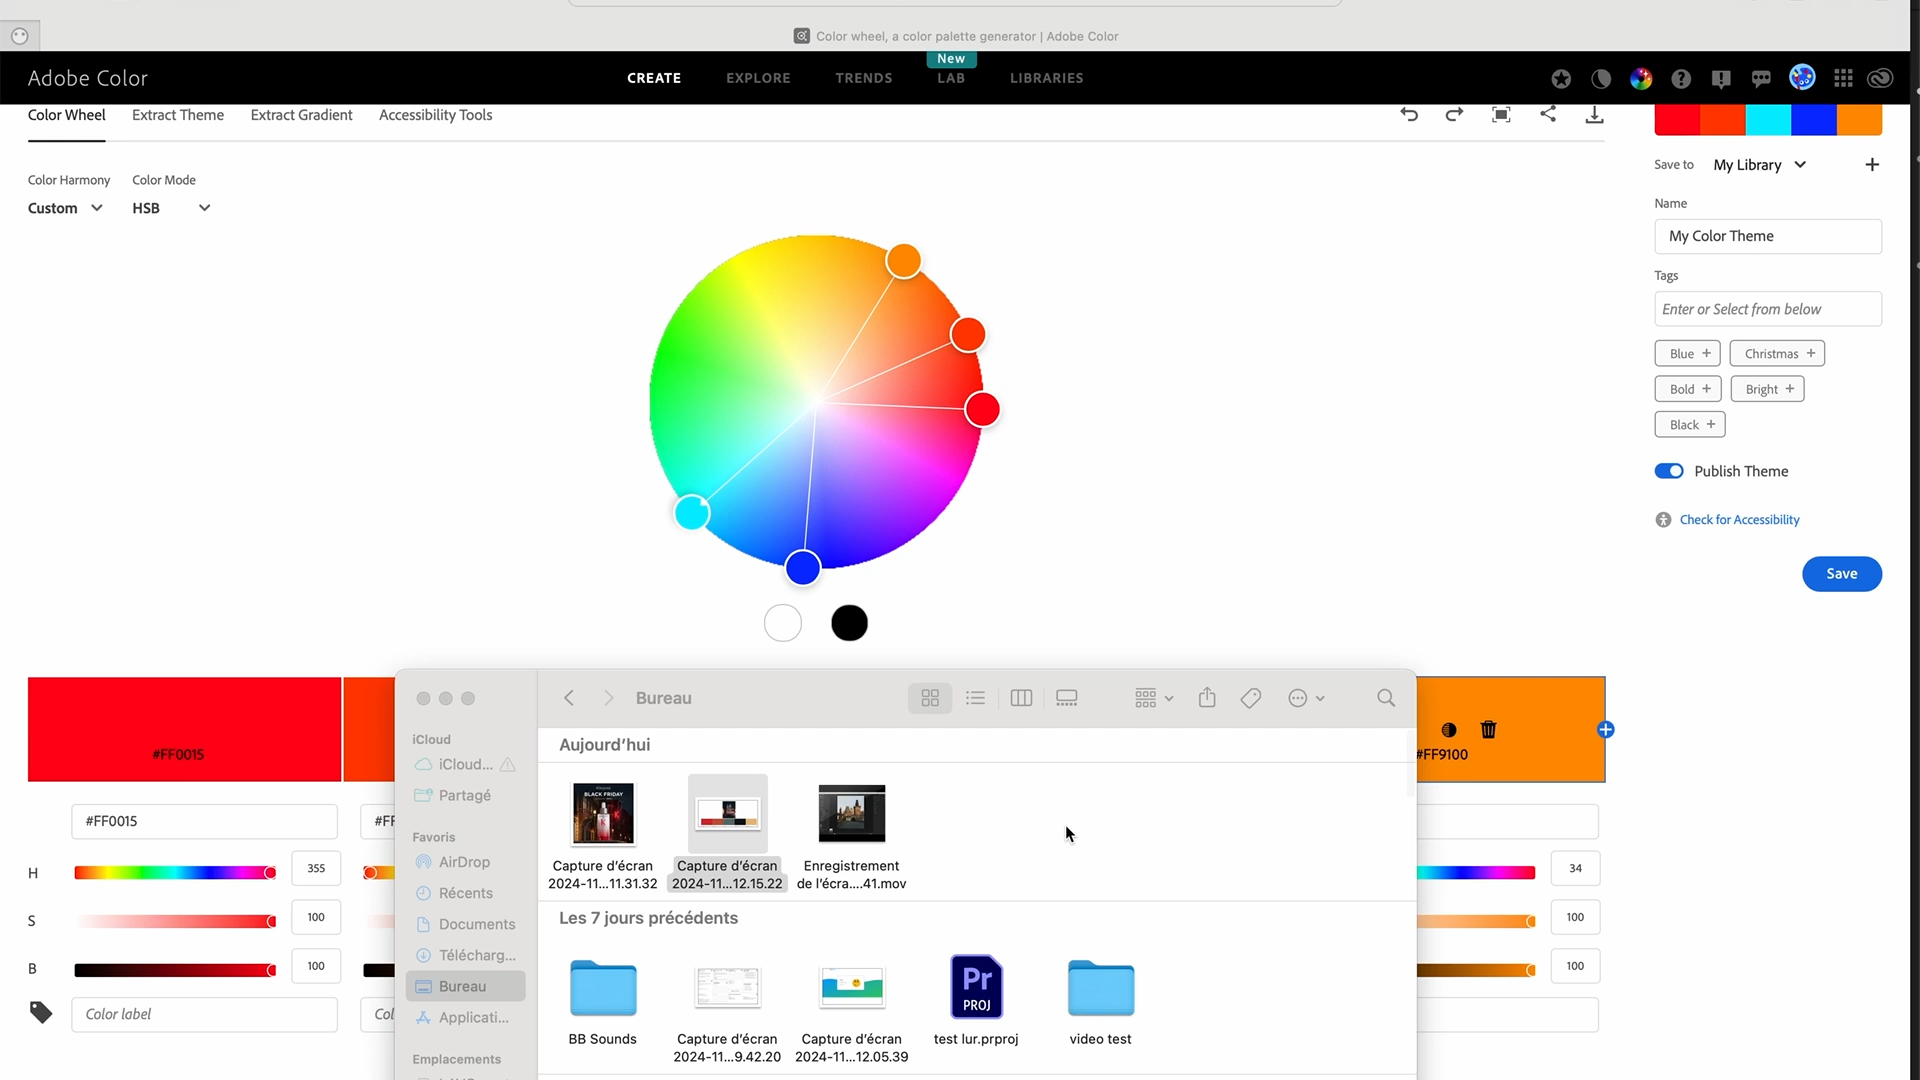 Color wheel, a color palette generator | Adobe Color
Adobe Color
CREATE
EXPLORE
TRENDS
New
LAB
LIBRARIES
Color Wheel
Extract Theme
Extract Gradient
Accessibility Tools
Save to
My Library
Color Harmony
Color Mode
Custom
HSB
Name
My Color Theme
Tags
Enter or Select from below
Blue +
Christmas +
Bold +
Bright +
Black +
Publish Theme
Check for Accessibility
Save
#FF0015
#FF9100
#FF0015
#FF
H
355
34
S
100
100
B
100
100
Color label
Col
Bureau
iCloud
iCloud...
Partagé
Favoris
AirDrop
Récents
Documents
Télécharg...
Bureau
Applicati...
Emplacements
Aujourd'hui
BLACK FRIDAY
Capture d'écran
2024-11...11.31.32
Capture d'écran
2024-11...12.15.22
Enregistrement
de l'écra....41.mov
Les 7 jours précédents
Pr
PROJ
BB Sounds
Capture d'écran
2024-11...9.42.20
Capture d'écran
2024-11...12.05.39
test lur.prproj
video test